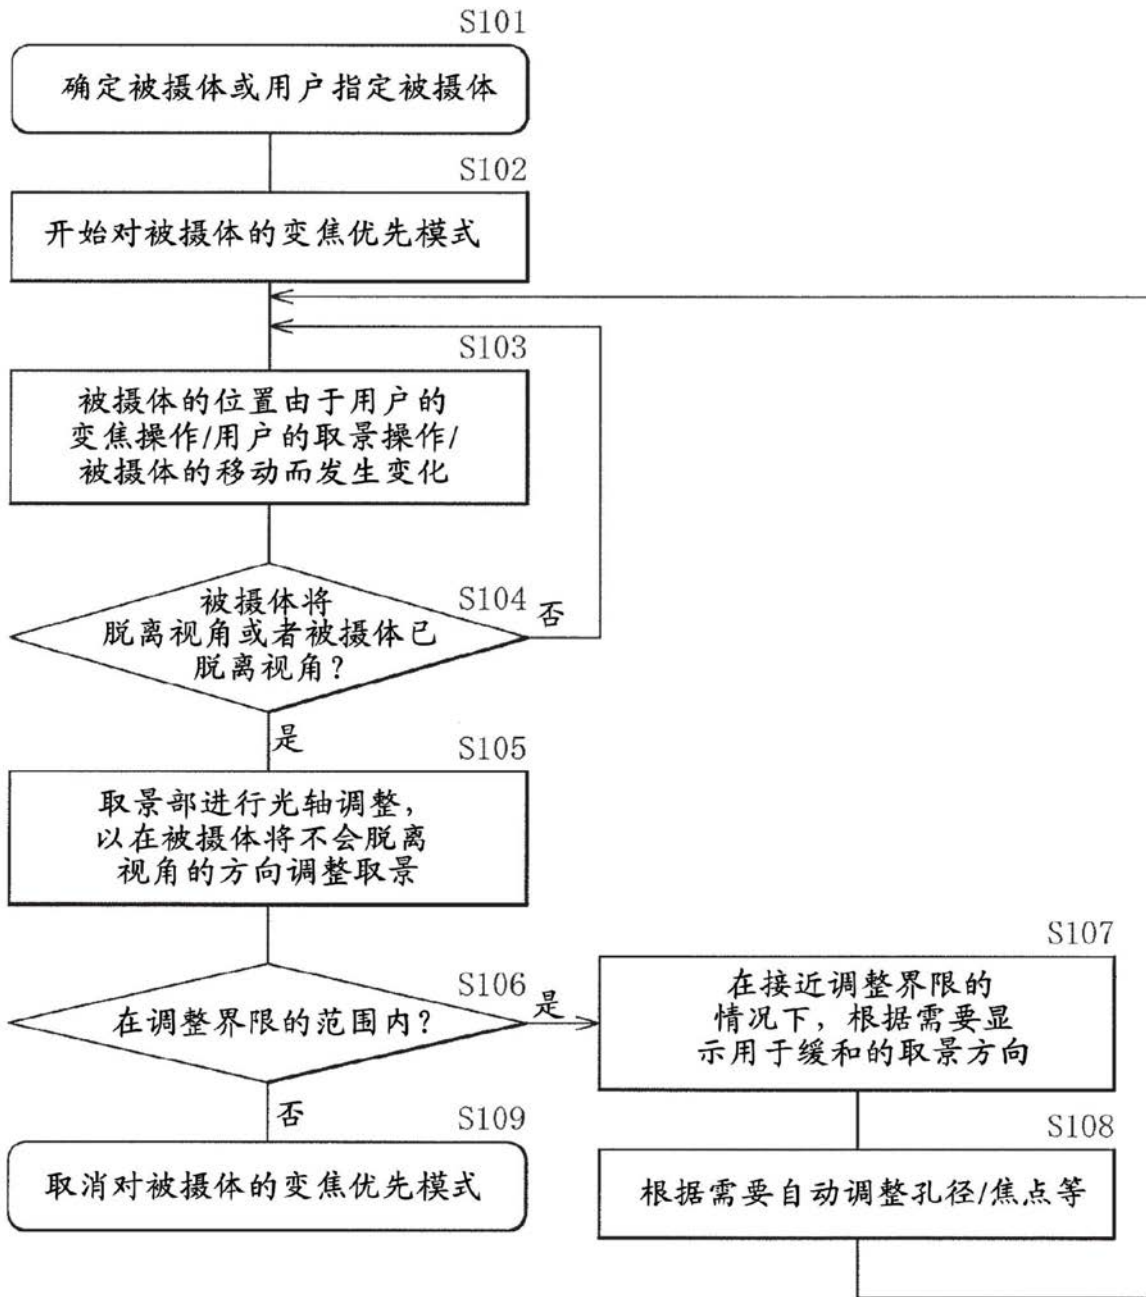 S101
确定被摄体或用户指定被摄体
S102
开始对被摄体的变焦优先模式
S103
被摄体的位置由于用户的
变焦操作/用户的取景操作/
被摄体的移动而发生变化
S104
被摄体将
脱离视角或者被摄体已
脱离视角?
否
是
S105
取景部进行光轴调整，
以在被摄体将不会脱离
视角的方向调整取景
S106
在调整界限的范围内?
是
否
S107
在接近调整界限的
情况下，根据需要显
示用于缓和的取景方向
S108
根据需要自动调整孔径/焦点等
S109
取消对被摄体的变焦优先模式